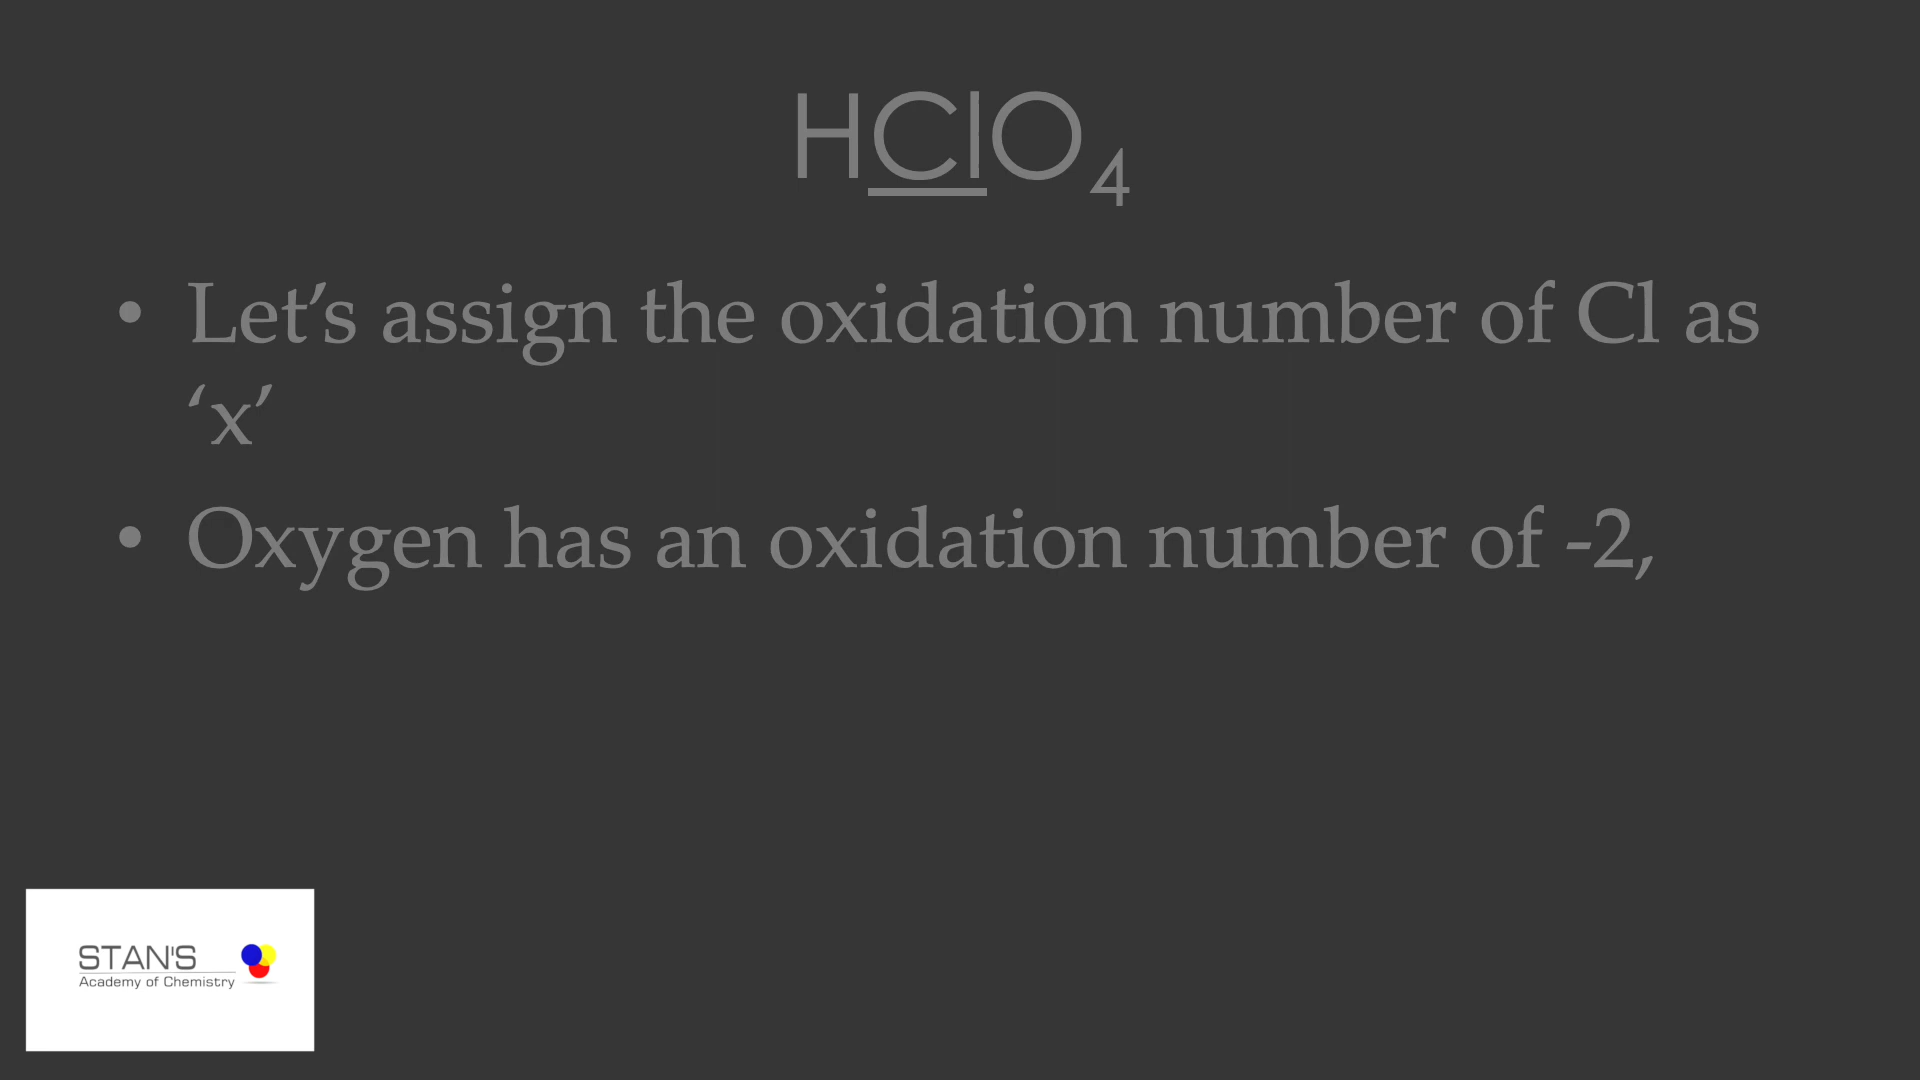 HClO₄
• Let’s assign the oxidation number of Cl as
‘x’
• Oxygen has an oxidation number of -2,
STAN'S
Academy of Chemistry